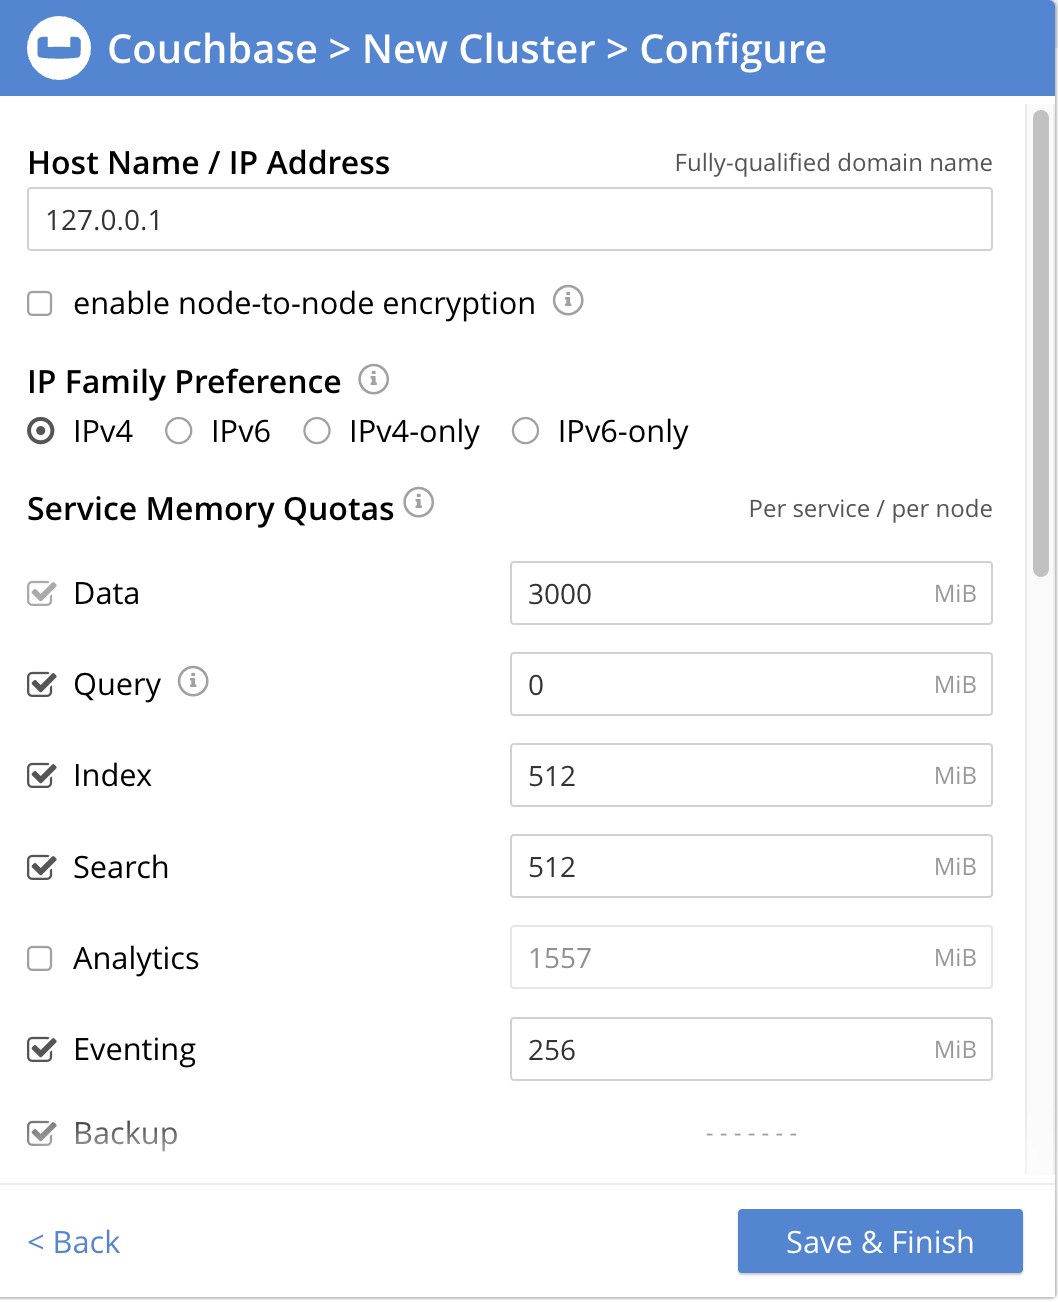 Couchbase > New Cluster > Configure
Host Name / IP Address Fully-qualified domain name
127.0.0.1
enable node-to-node encryption
IP Family Preference
IPv4 IPv6 IPv4-only IPv6-only
Service Memory Quotas Per service / per node
Data 3000 MiB
Query 0 MiB
Index 512 MiB
Search 512 MiB
Analytics 1557 MiB
Eventing 256 MiB
Backup -------
< Back Save & Finish